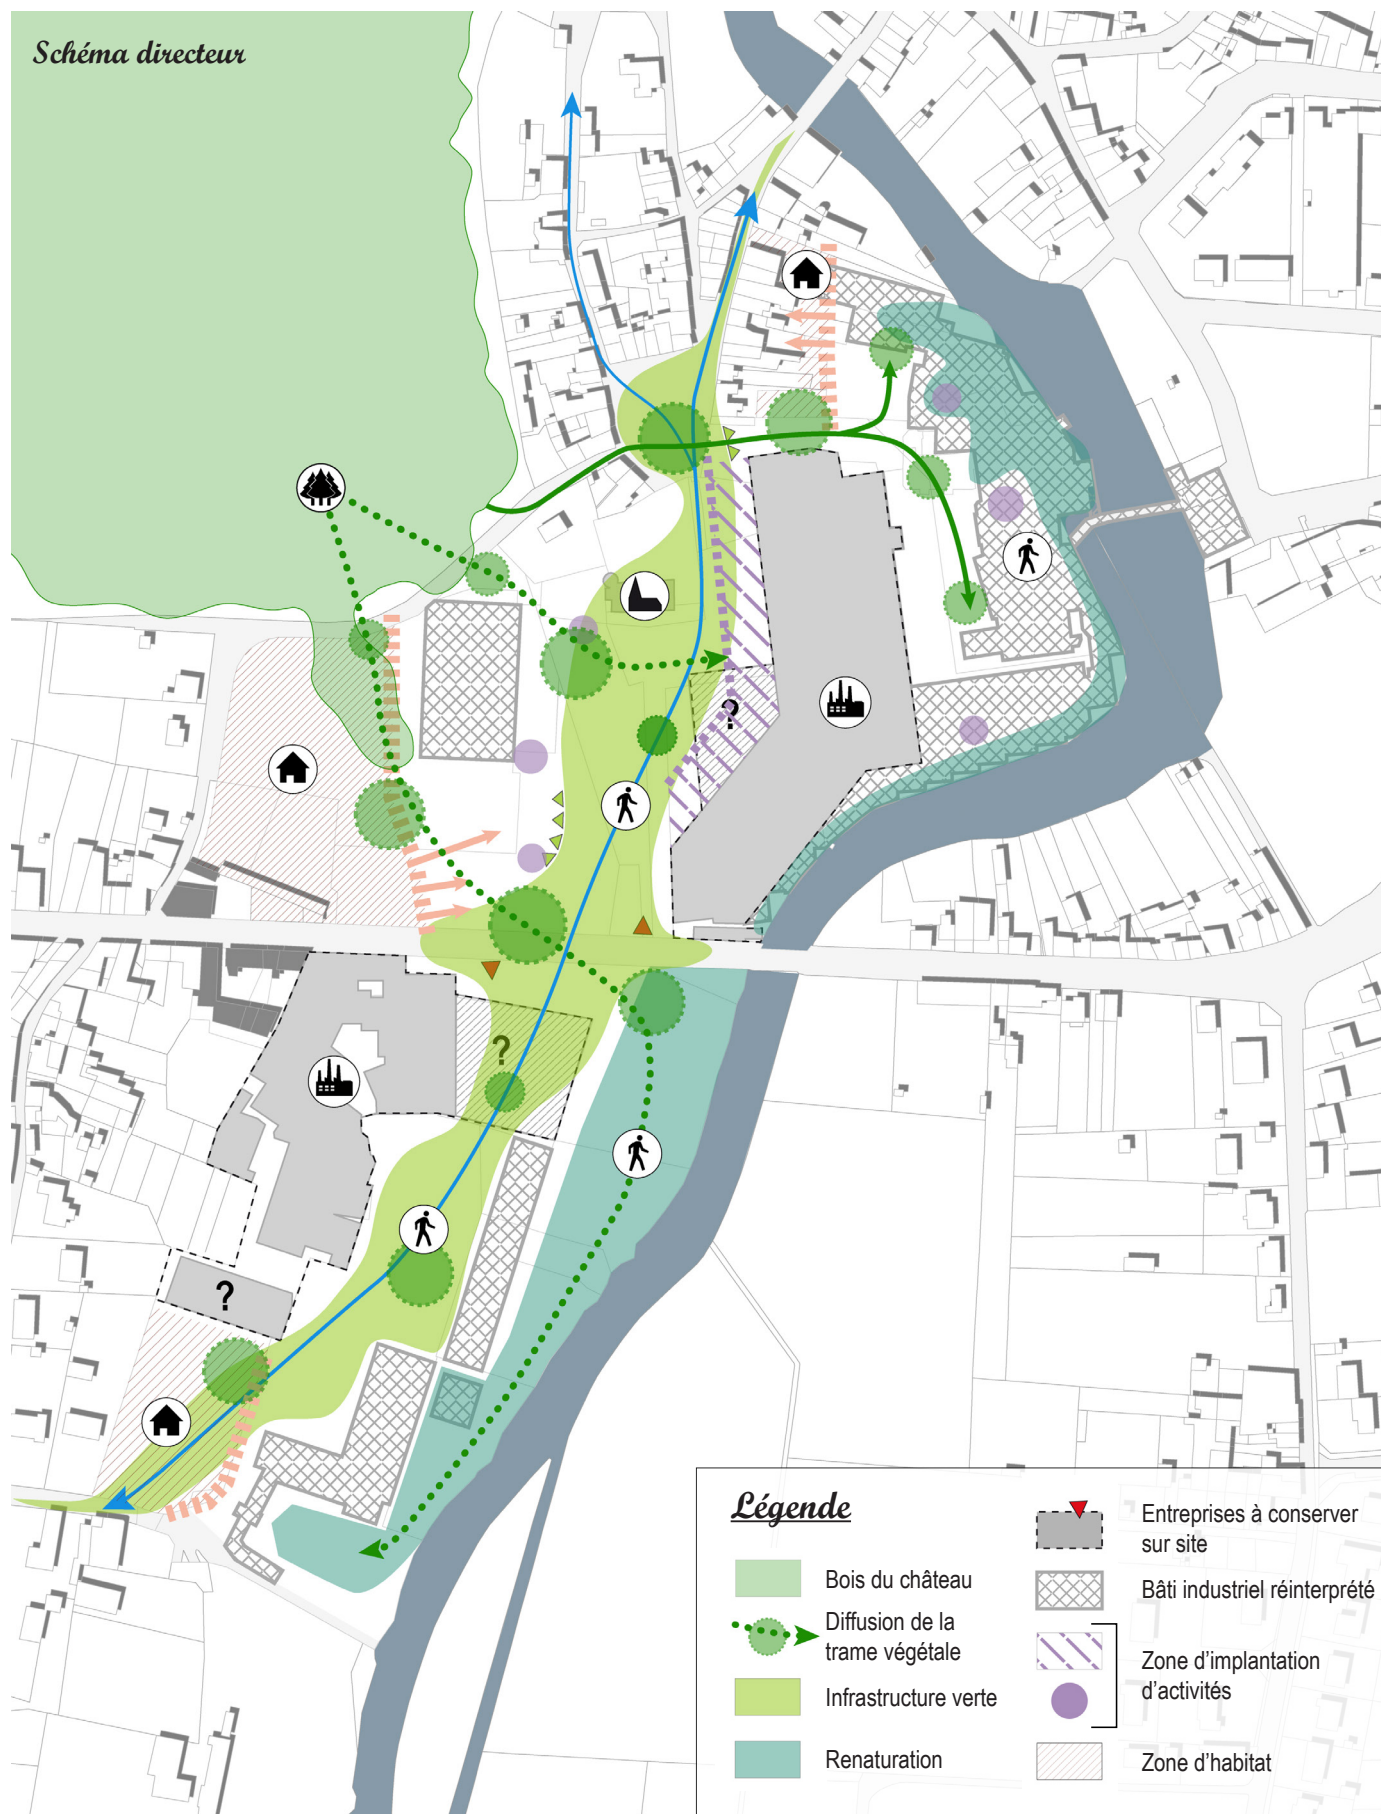 Schéma directeur
?
?
?
Légende
Bois du château
Diffusion de la
trame végétale
Infrastructure verte
Renaturation
Entreprises à conserver
sur site
Bâti industriel réinterprété
Zone d'implantation
d'activités
Zone d'habitat